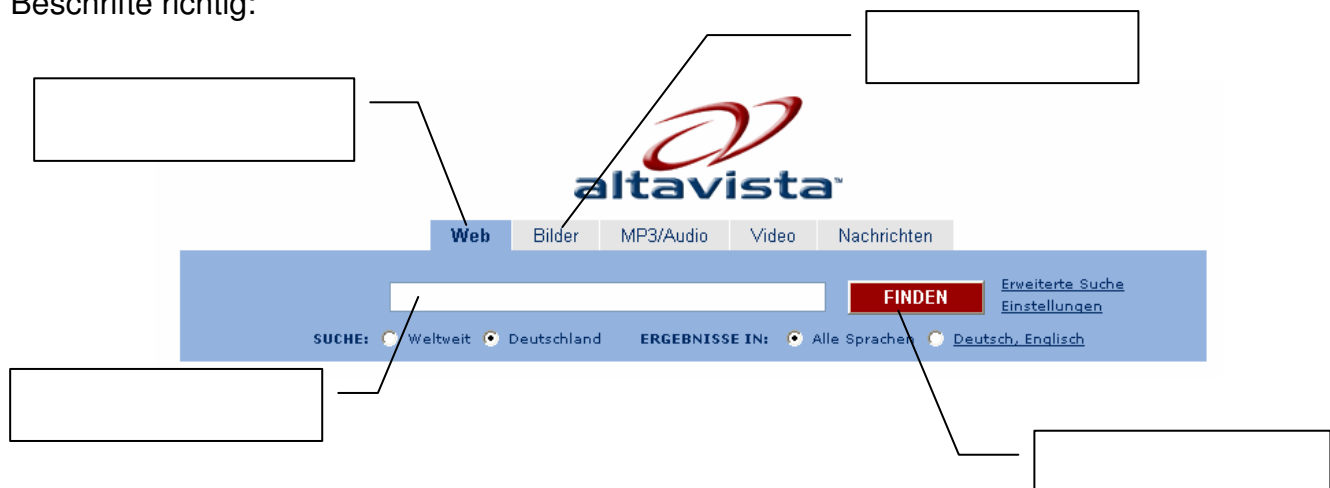 Beschrifte richtig:
altavista™
Web Bilder MP3/Audio Video Nachrichten
FINDEN
Erweiterte Suche
Einstellungen
SUCHE: Weltweit Deutschland ERGEBNISSE IN: Alle Sprachen Deutsch, Englisch